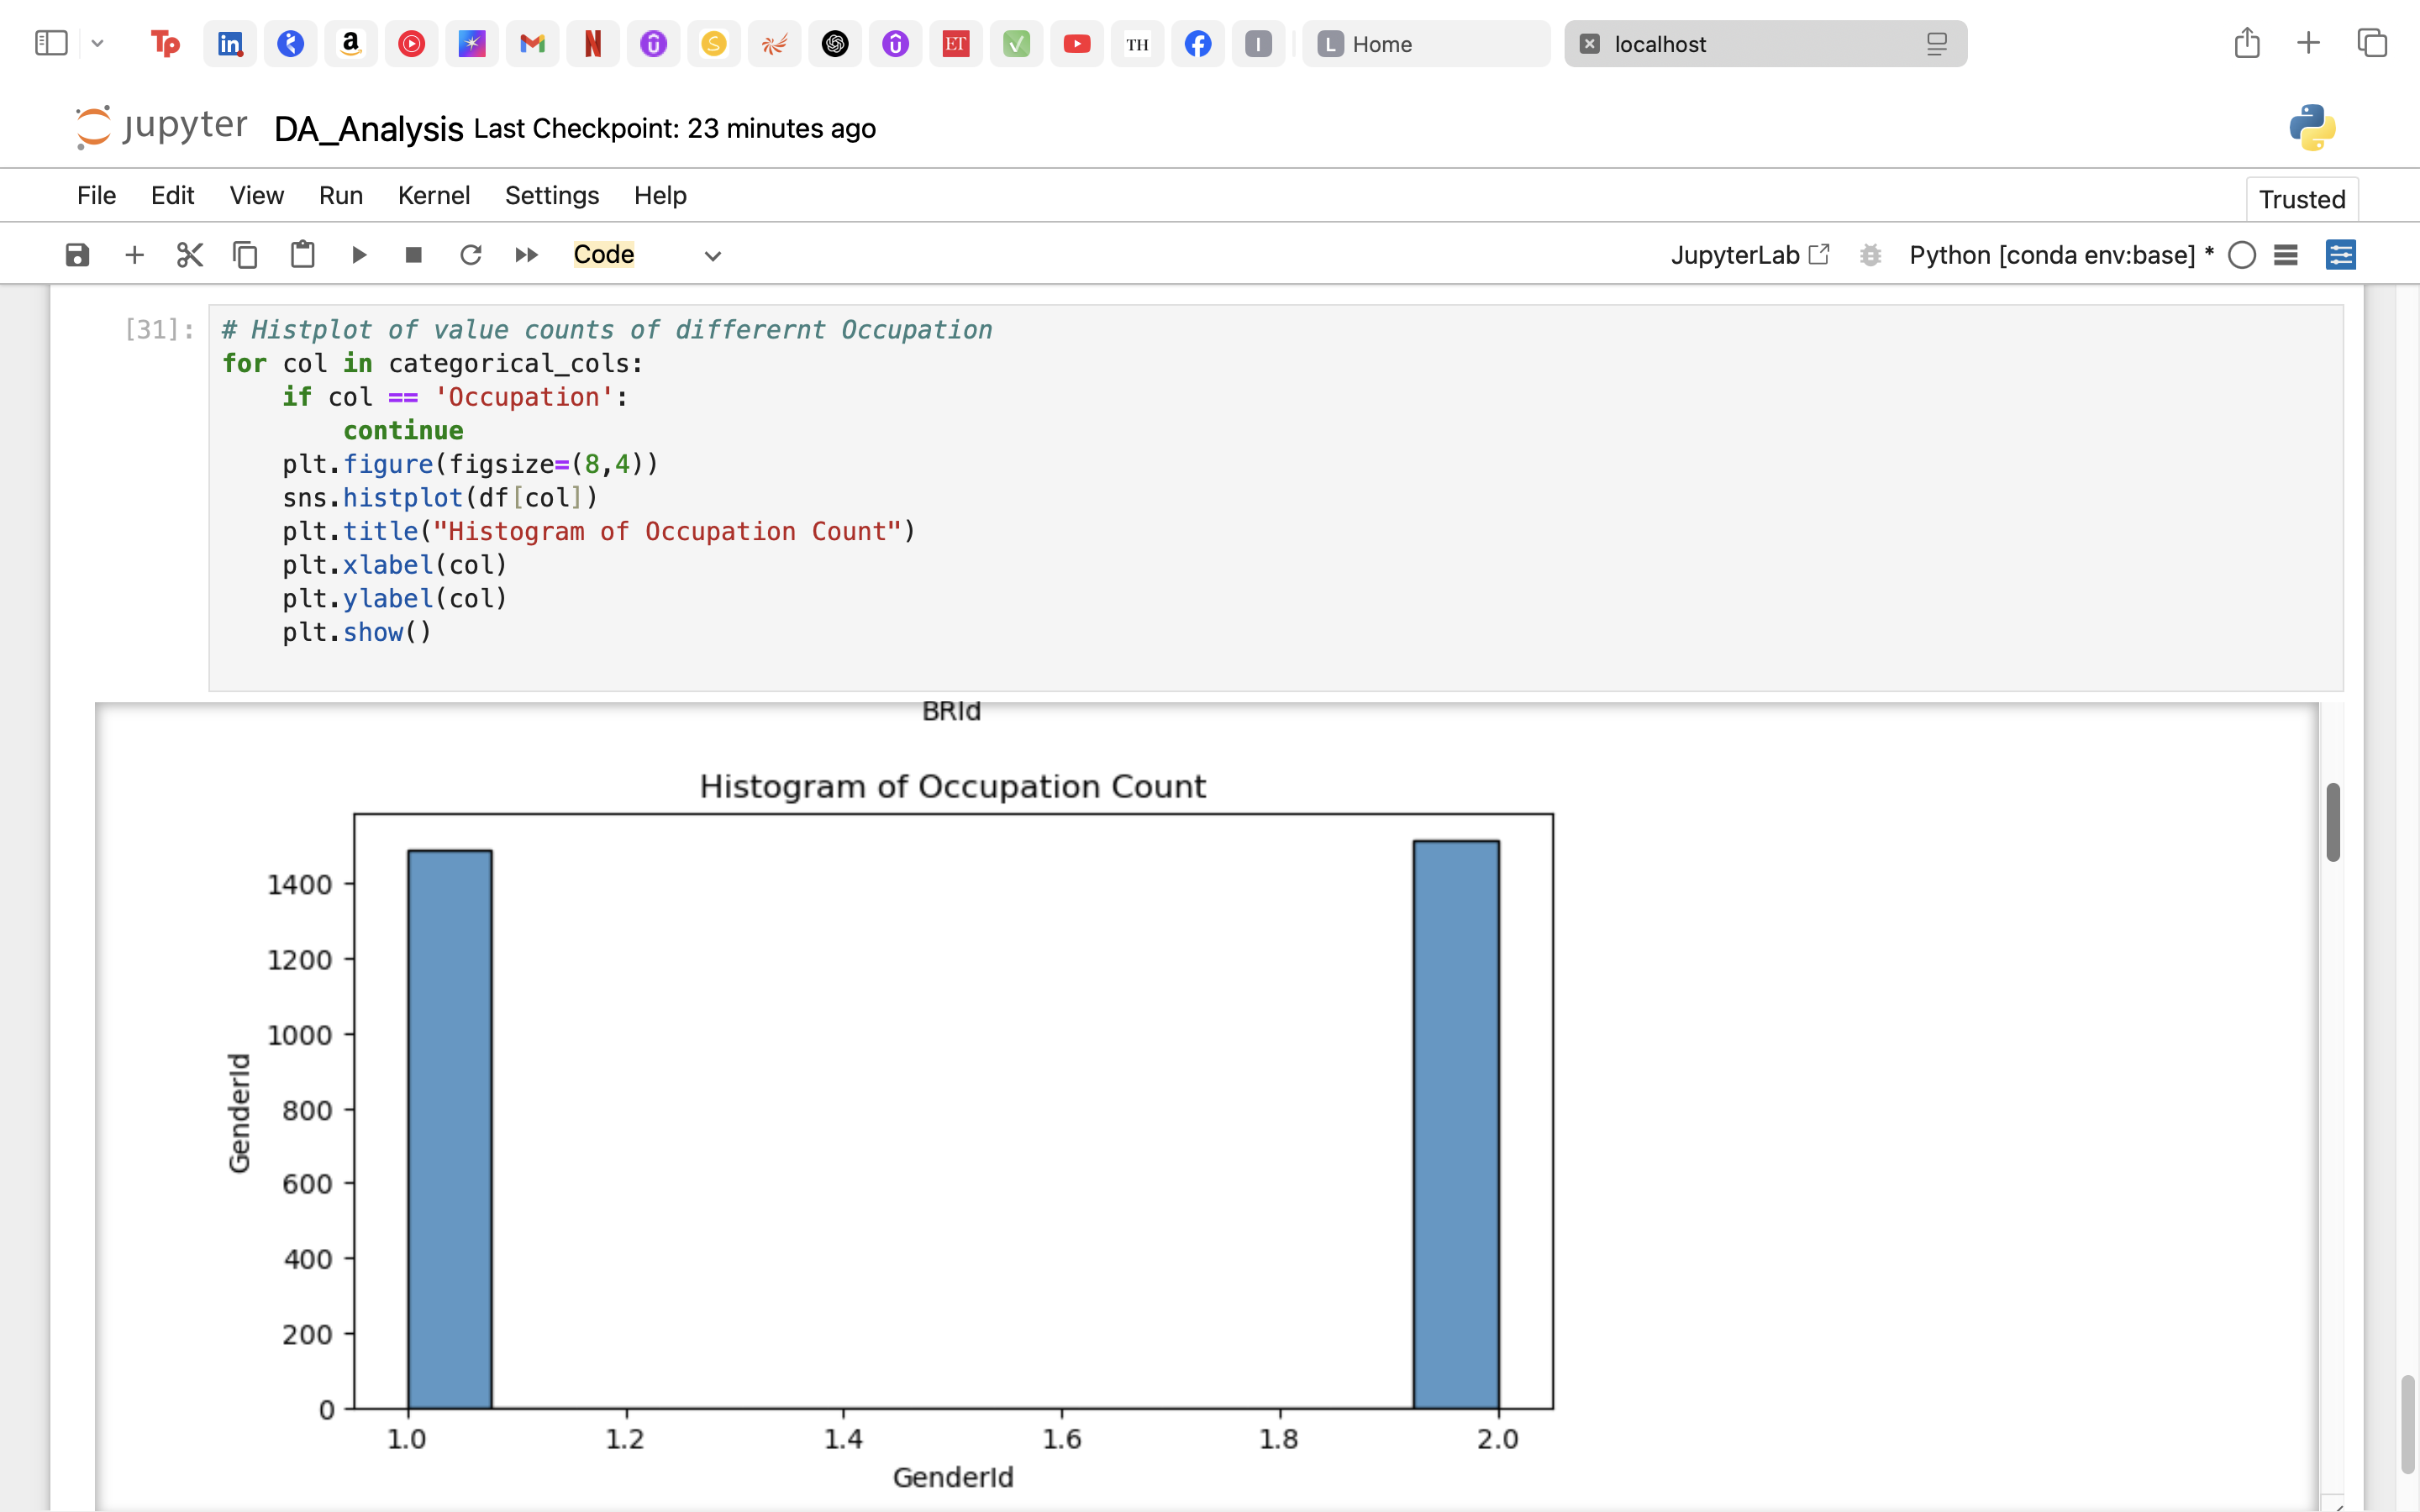 Tp in a M N S ET TH I L Home localhost
jupyter DA_Analysis Last Checkpoint: 23 minutes ago
File Edit View Run Kernel Settings Help Trusted
Code JupyterLab Python [conda env:base] *
[31]: # Histplot of value counts of differernt Occupation
for col in categorical_cols:
    if col == 'Occupation':
        continue
    plt.figure(figsize=(8,4))
    sns.histplot(df[col])
    plt.title("Histogram of Occupation Count")
    plt.xlabel(col)
    plt.ylabel(col)
    plt.show()
BRId
Histogram of Occupation Count
1400
1200
1000
GenderId
800
600
400
200
0
1.0 1.2 1.4 1.6 1.8 2.0
GenderId